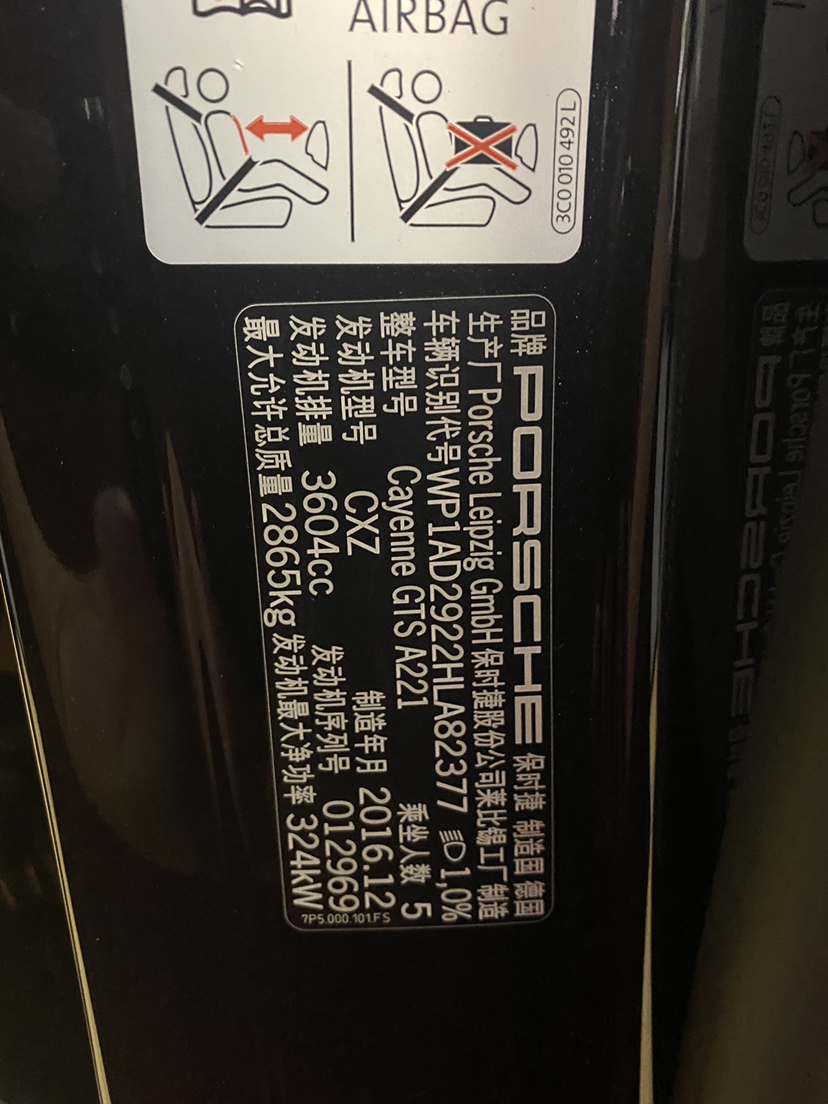 AIRBAG
3C0 010 492 L
品牌 PORSCHE 保时捷 制造国 德国
生产厂 Porsche Leipzig GmbH 保时捷股份公司莱比锡工厂 制造
车辆识别代号 WP1AD2922HLA82377 1,0%
整车型号 Cayenne GTS A221 乘坐人数 5
发动机型号 CXZ 制造年月 2016.12
发动机排量 3604cc 发动机序列号 012969
最大允许总质量 2865kg 发动机最大净功率 324kW
7P5.000.101.FS